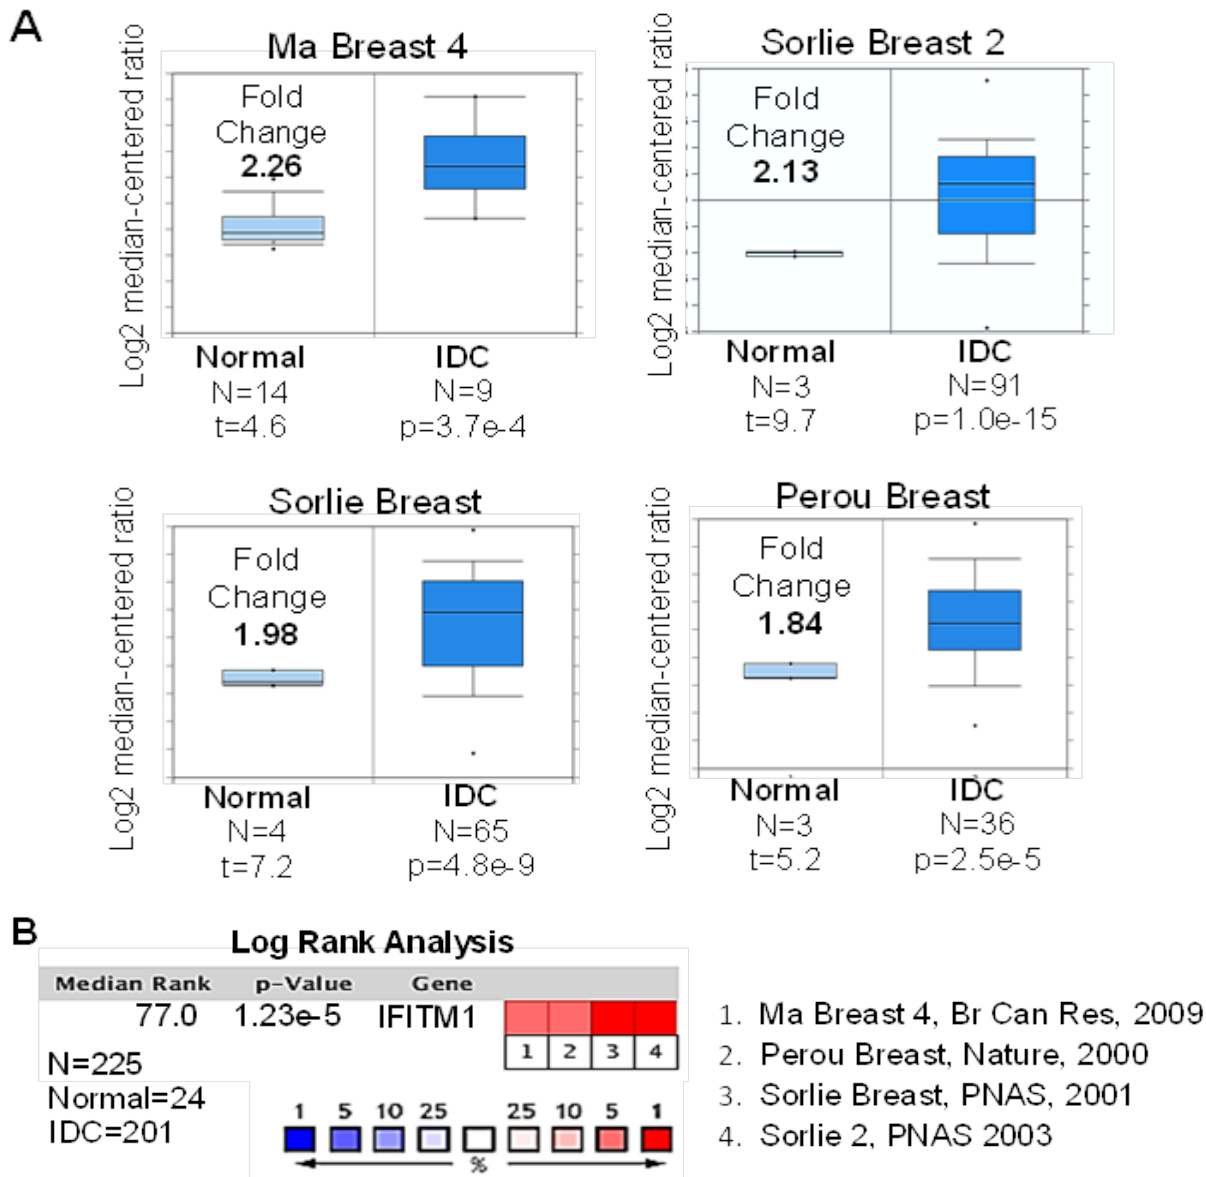 A
Ma Breast 4
Log2 median-centered ratio
Fold
Change
2.26
Normal
IDC
N=14
N=9
t=4.6
p=3.7e-4
Sorlie Breast 2
Log2 median-centered ratio
Fold
Change
2.13
Normal
IDC
N=3
N=91
t=9.7
p=1.0e-15
Sorlie Breast
Log2 median-centered ratio
Fold
Change
1.98
Normal
IDC
N=4
N=65
t=7.2
p=4.8e-9
Perou Breast
Log2 median-centered ratio
Fold
Change
1.84
Normal
IDC
N=3
N=36
t=5.2
p=2.5e-5
B
Log Rank Analysis
Median Rank p-Value Gene
77.0 1.23e-5 IFITM1
1 2 3 4
N=225
Normal=24
IDC=201
1 5 10 25 25 10 5 1
%
1. Ma Breast 4, Br Can Res, 2009
2. Perou Breast, Nature, 2000
3. Sorlie Breast, PNAS, 2001
4. Sorlie 2, PNAS 2003